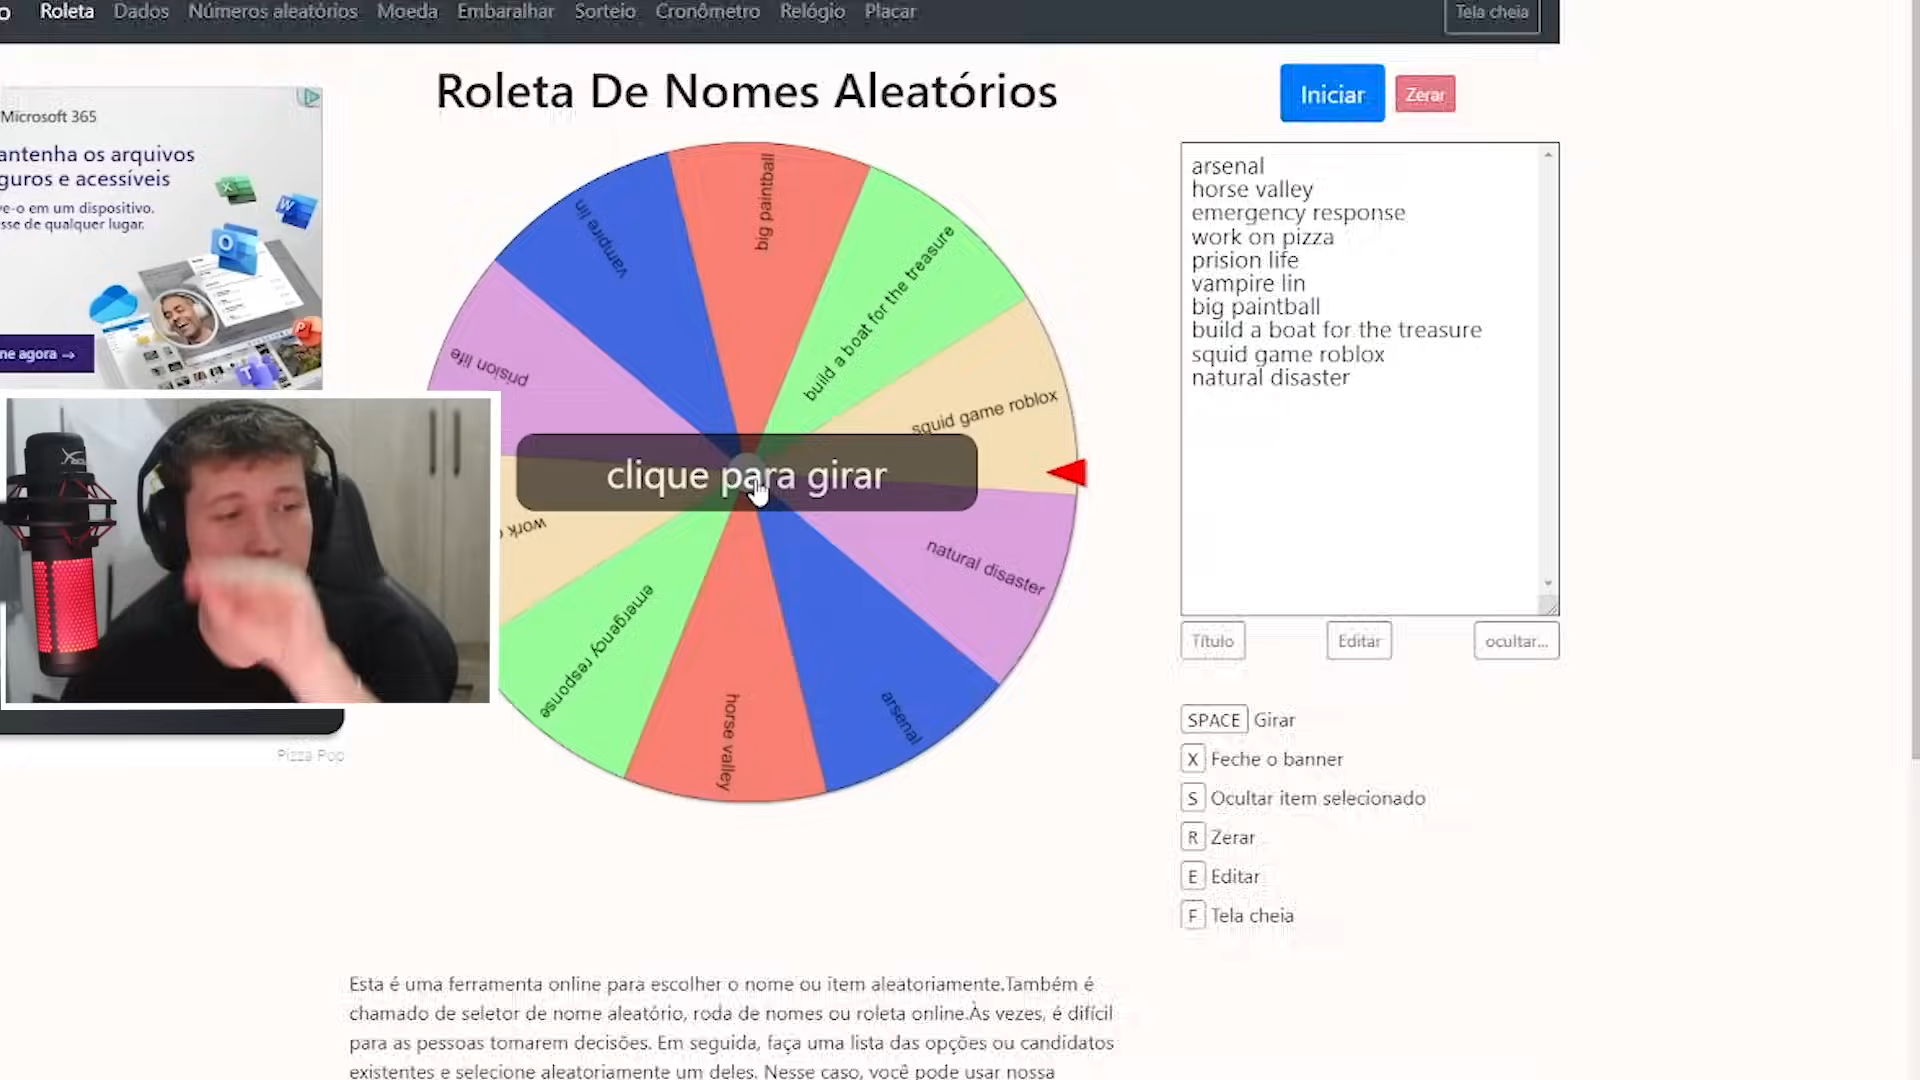 Roleta Dados Números aleatórios Moeda Embaralhar Sorteio Cronômetro Relógio Placar Tela cheia
Roleta De Nomes Aleatórios
Iniciar Zerar
Microsoft 365
antenha os arquivos
guros e acessíveis
ve-o em um dispositivo.
sse de qualquer lugar.
ne agora →
Pizza Pop
big paintball
vampire lin
build a boat for the treasure
prision life
squid game roblox
clique para girar
work
natural disaster
emergency response
horse valley
arsenal
arsenal
horse valley
emergency response
work on pizza
prision life
vampire lin
big paintball
build a boat for the treasure
squid game roblox
natural disaster
Título Editar ocultar...
SPACE Girar
X Feche o banner
S Ocultar item selecionado
R Zerar
E Editar
F Tela cheia
Esta é uma ferramenta online para escolher o nome ou item aleatoriamente.Também é
chamado de seletor de nome aleatório, roda de nomes ou roleta online.Às vezes, é difícil
para as pessoas tomarem decisões. Em seguida, faça uma lista das opções ou candidatos
existentes e selecione aleatoriamente um deles. Nesse caso, você pode usar nossa